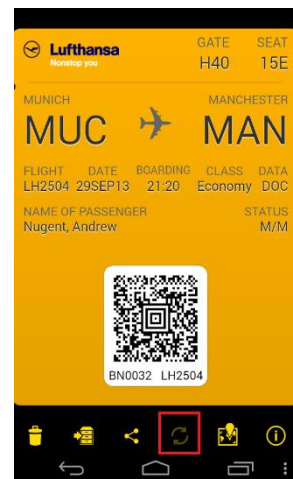 Lufthansa
Nonstop you
GATE SEAT
H40 15E
MUNICH MANCHESTER
MUC MAN
FLIGHT DATE BOARDING CLASS DATA
LH2504 29SEP13 21:20 Economy DOC
NAME OF PASSENGER STATUS
Nugent, Andrew M/M
BN0032 LH2504